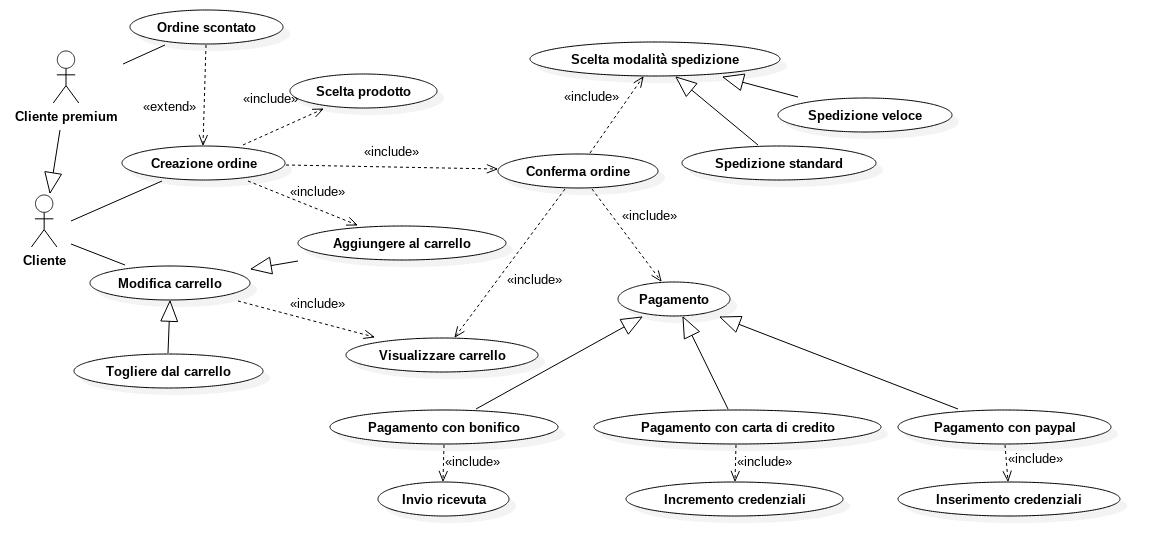 Ordine scontato
Scelta modalità spedizione
Scelta prodotto
«include»
«include»
«extend»
Cliente premium
Spedizione veloce
Creazione ordine
«include»
Conferma ordine
Spedizione standard
«include»
«include»
Aggiungere al carrello
Cliente
Modifica carrello
«include»
«include»
Pagamento
Visualizzare carrello
Togliere dal carrello
Pagamento con bonifico
Pagamento con carta di credito
Pagamento con paypal
«include»
«include»
«include»
Invio ricevuta
Incremento credenziali
Inserimento credenziali